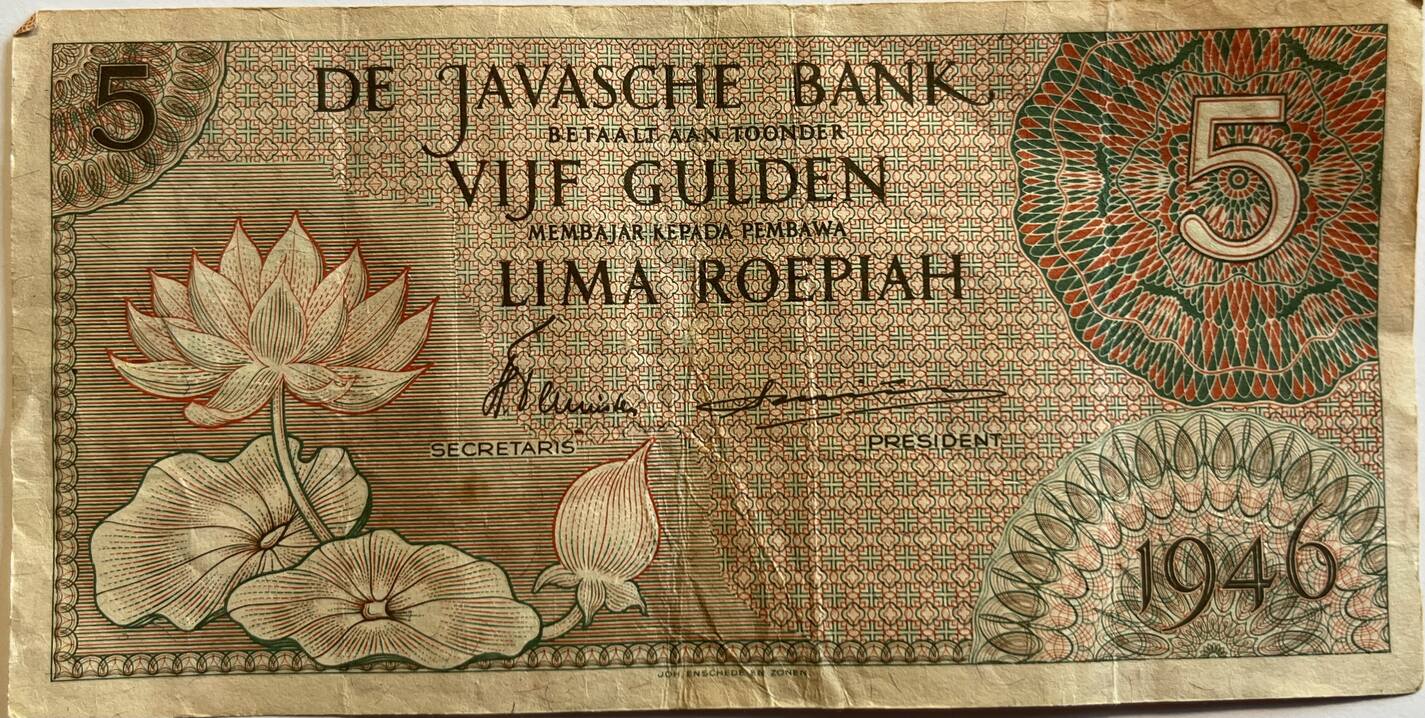 5
DE JAVASCHE BANK
BETAALT AAN TOONDER
VIJF GULDEN
MEMBAJAR KEPADA PEMBAWA
LIMA ROEPIAH
5
SECRETARIS
PRESIDENT
1946
JOH. ENSCHEDÉ EN ZONEN